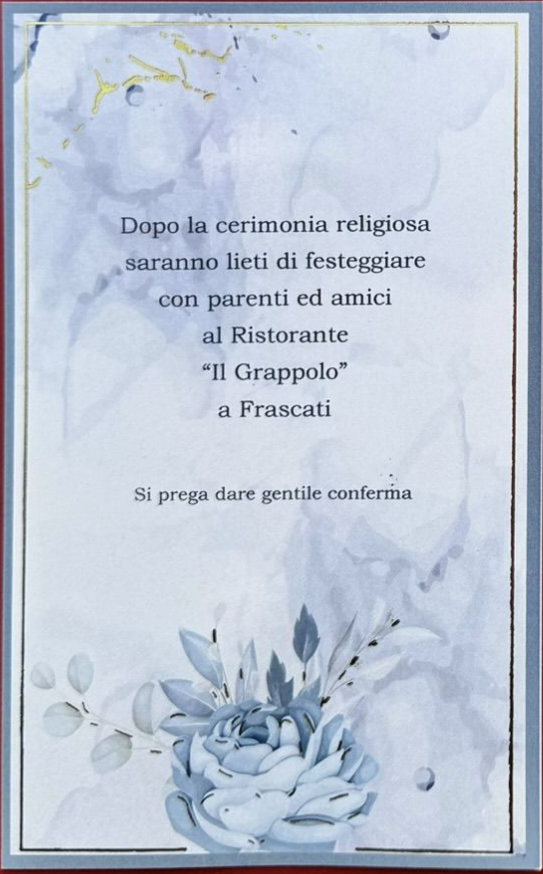 Dopo la cerimonia religiosa
saranno lieti di festeggiare
con parenti ed amici
al Ristorante
“Il Grappolo”
a Frascati
Si prega dare gentile conferma